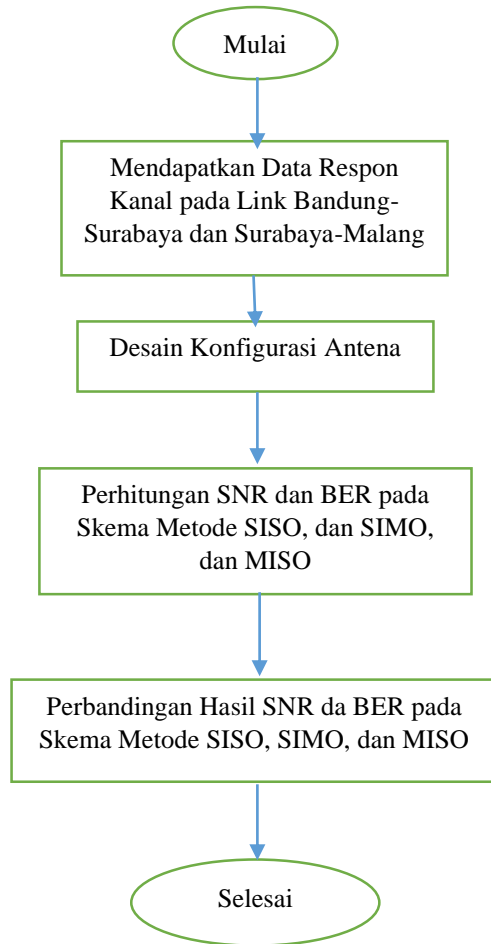 Mulai
Mendapatkan Data Respon
Kanal pada Link Bandung-
Surabaya dan Surabaya-Malang
Desain Konfigurasi Antena
Perhitungan SNR dan BER pada
Skema Metode SISO, dan SIMO,
dan MISO
Perbandingan Hasil SNR da BER pada
Skema Metode SISO, SIMO, dan MISO
Selesai